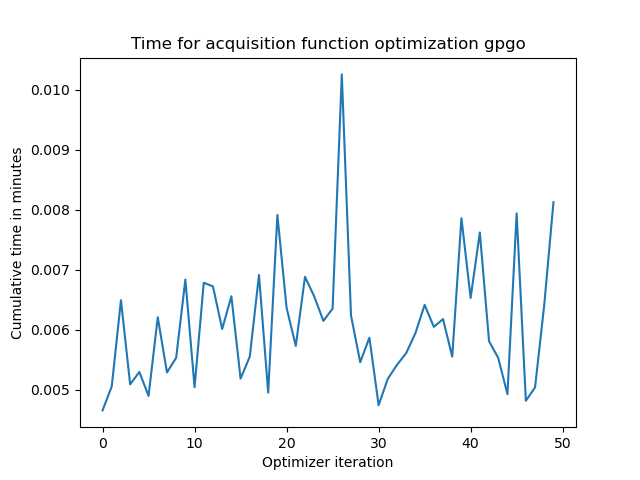 Time for acquisition function optimization gpgo
Cumulative time in minutes
0.010
0.009
0.008
0.007
0.006
0.005
0 10 20 30 40 50
Optimizer iteration